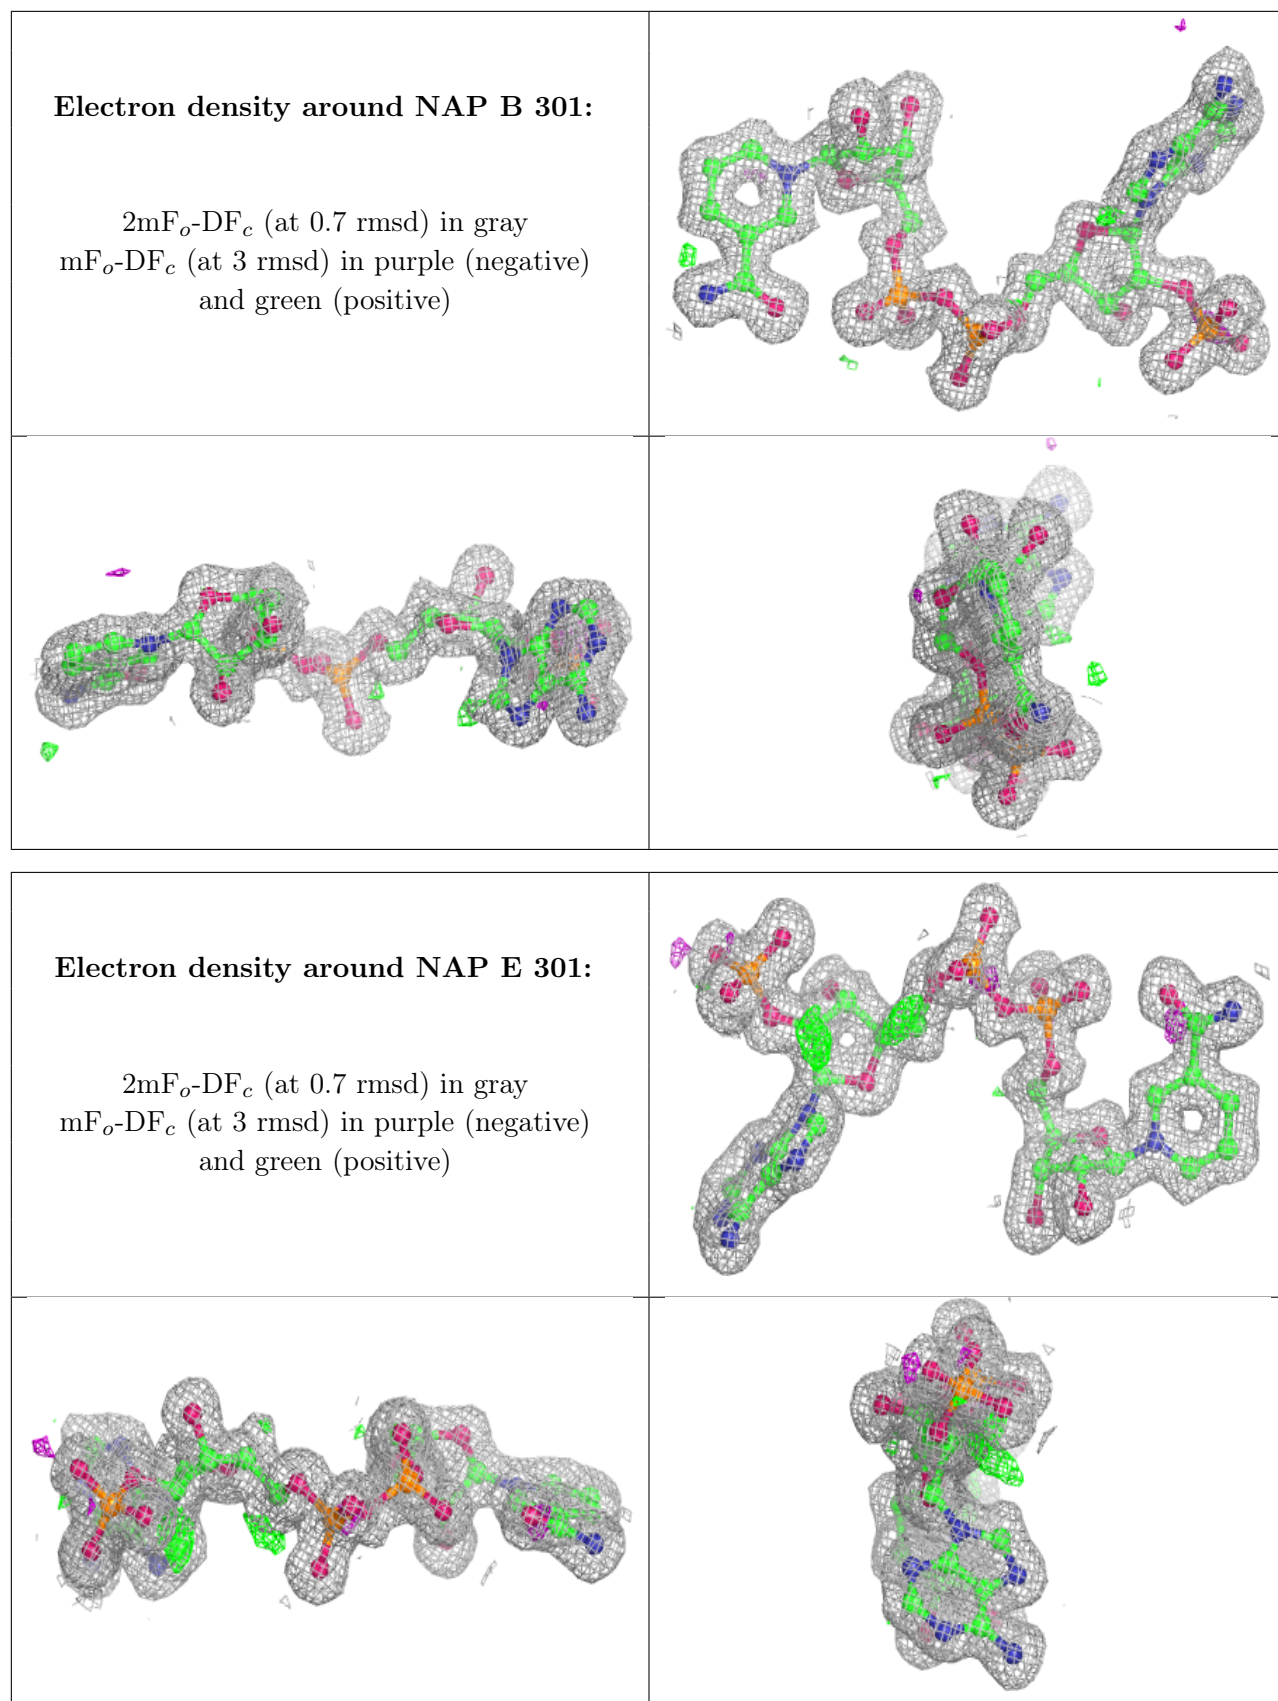 Electron density around NAP B 301:
2mFₒ-DF𝒸 (at 0.7 rmsd) in gray
mFₒ-DF𝒸 (at 3 rmsd) in purple (negative)
and green (positive)
Electron density around NAP E 301:
2mFₒ-DF𝒸 (at 0.7 rmsd) in gray
mFₒ-DF𝒸 (at 3 rmsd) in purple (negative)
and green (positive)